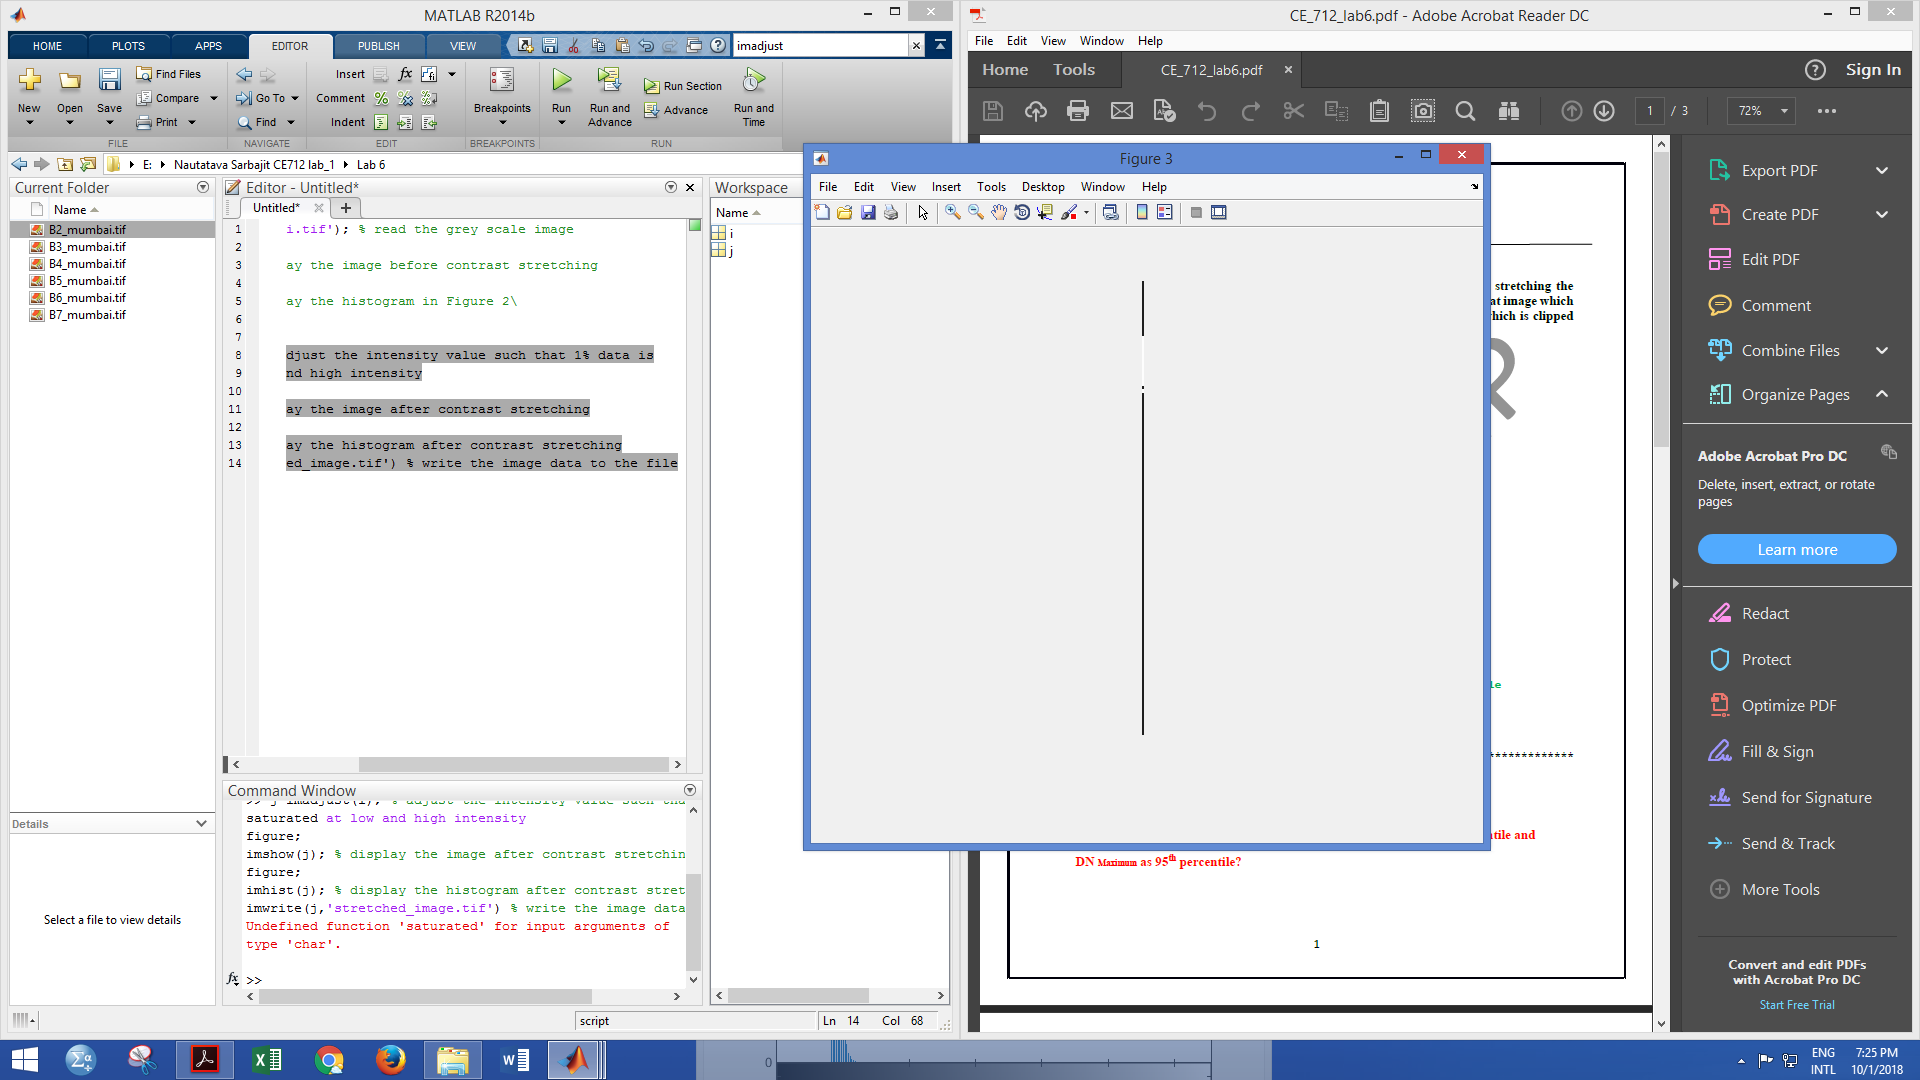 MATLAB R2014b
HOME PLOTS APPS EDITOR PUBLISH VIEW imadjust
New Open Save Find Files Compare Print
FILE
Go To Find
NAVIGATE
Insert Comment Indent fx
EDIT
Breakpoints
BREAKPOINTS
Run Run and Advance Run Section Advance Run and Time
RUN
E: Nautatava Sarbajit CE712 lab_1 Lab 6
Current Folder
Name
B2_mumbai.tif
B3_mumbai.tif
B4_mumbai.tif
B5_mumbai.tif
B6_mumbai.tif
B7_mumbai.tif
Details
Select a file to view details
Editor - Untitled*
Untitled*
1 i.tif'); % read the grey scale image
2
3 ay the image before contrast stretching
4
5 ay the histogram in Figure 2\
6
7
8 djust the intensity value such that 1% data is
9 nd high intensity
10
11 ay the image after contrast stretching
12
13 ay the histogram after contrast stretching
14 ed_image.tif') % write the image data to the file
Command Window
saturated at low and high intensity
figure;
imshow(j); % display the image after contrast stretchin
figure;
imhist(j); % display the histogram after contrast stret
imwrite(j,'stretched_image.tif') % write the image data
Undefined function 'saturated' for input arguments of
type 'char'.
fx >>
Workspace
Name
i
j
script
Ln 14 Col 68
Figure 3
File Edit View Insert Tools Desktop Window Help
CE_712_lab6.pdf - Adobe Acrobat Reader DC
File Edit View Window Help
Home Tools CE_712_lab6.pdf Sign In
1 / 3 72%
stretching the
at image which
hich is clipped
R
le
************
tile and
DN Maximum as 95th percentile?
1
Export PDF
Create PDF
Edit PDF
Comment
Combine Files
Organize Pages
Adobe Acrobat Pro DC
Delete, insert, extract, or rotate
pages
Learn more
Redact
Protect
Optimize PDF
Fill & Sign
Send for Signature
Send & Track
More Tools
Convert and edit PDFs
with Acrobat Pro DC
Start Free Trial
0
ENG
INTL
7:25 PM
10/1/2018